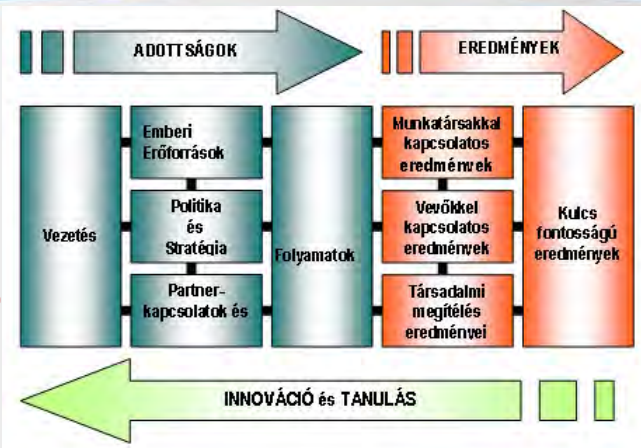 ADOTTSÁGOK
EREDMÉNYEK
Vezetés
Emberi
Erőforrások
Politika
és
Stratégia
Partner-
kapcsolatok és
Folyamatok
Munkatársakkal
kapcsolatos
eredmények
Vevőkkel
kapcsolatos
eredmények
Társadalmi
megítélés
eredményei
Kulcs
fontosságú
eredmények
INNOVÁCIÓ és TANULÁS